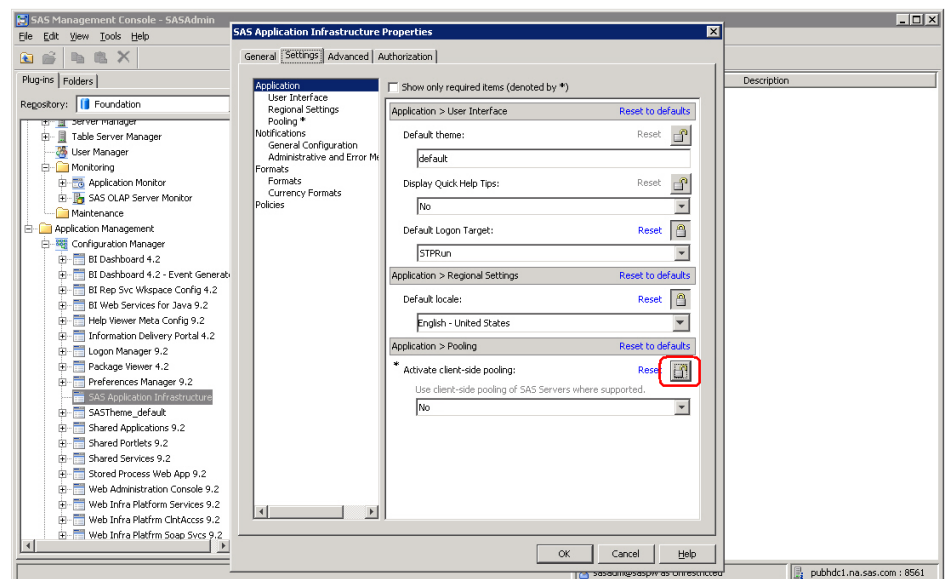 SAS Management Console - SASAdmin
File Edit View Tools Help
Plug-ins Folders
Repository: Foundation
Server Manager
Table Server Manager
User Manager
Monitoring
Application Monitor
SAS OLAP Server Monitor
Maintenance
Application Management
Configuration Manager
BI Dashboard 4.2
BI Dashboard 4.2 - Event Generat
BI Rep Svc Wkspace Config 4.2
BI Web Services for Java 9.2
Help Viewer Meta Config 9.2
Information Delivery Portal 4.2
Logon Manager 9.2
Package Viewer 4.2
Preferences Manager 9.2
SAS Application Infrastructure
SASTheme_default
Shared Applications 9.2
Shared Portlets 9.2
Shared Services 9.2
Stored Process Web App 9.2
Web Administration Console 9.2
Web Infra Platform Services 9.2
Web Infra Platfrm ClntAccss 9.2
Web Infra Platfrm Soap Svcs 9.2
SAS Application Infrastructure Properties
General Settings Advanced Authorization
Application
User Interface
Regional Settings
Pooling *
Notifications
General Configuration
Administrative and Error Me
Formats
Formats
Currency Formats
Policies
Show only required items (denoted by *)
Application > User Interface Reset to defaults
Default theme: Reset
default
Display Quick Help Tips: Reset
No
Default Logon Target: Reset
STPRun
Application > Regional Settings Reset to defaults
Default locale: Reset
English - United States
Application > Pooling Reset to defaults
* Activate client-side pooling: Reset
Use client-side pooling of SAS Servers where supported.
No
OK Cancel Help
Description
sasadm@saspw as Unrestricted
pubhdc1.na.sas.com : 8561